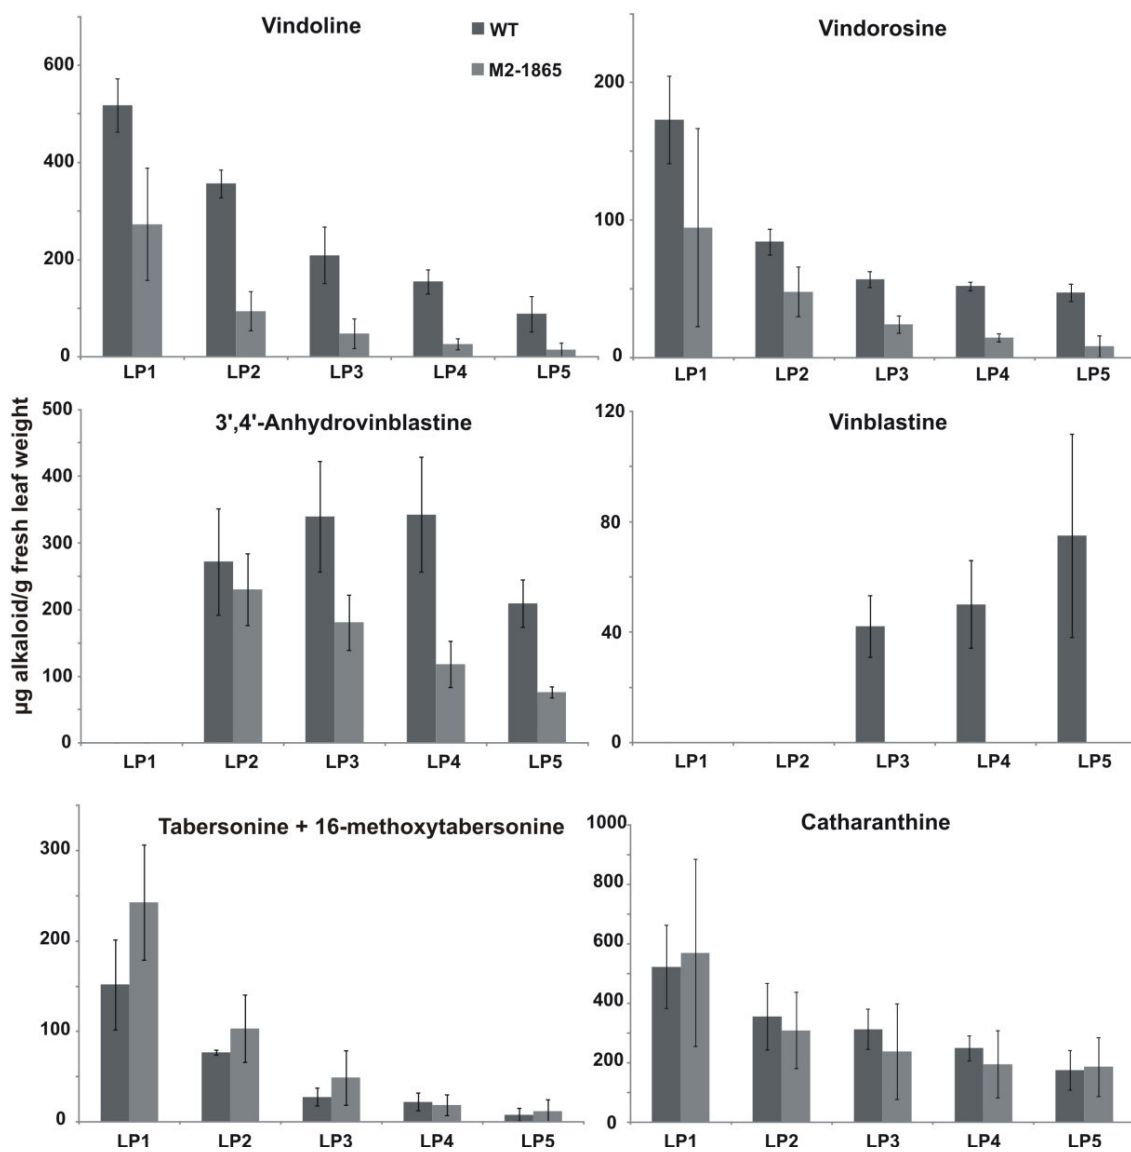 Vindoline
WT
M2-1865
600
400
200
0
LP1 LP2 LP3 LP4 LP5
Vindorosine
200
100
0
LP1 LP2 LP3 LP4 LP5
µg alkaloid/g fresh leaf weight
3',4'-Anhydrovinblastine
500
400
300
200
100
0
LP1 LP2 LP3 LP4 LP5
Vinblastine
120
80
40
0
LP1 LP2 LP3 LP4 LP5
Tabersonine + 16-methoxytabersonine
300
200
100
0
LP1 LP2 LP3 LP4 LP5
Catharanthine
1000
800
600
400
200
0
LP1 LP2 LP3 LP4 LP5